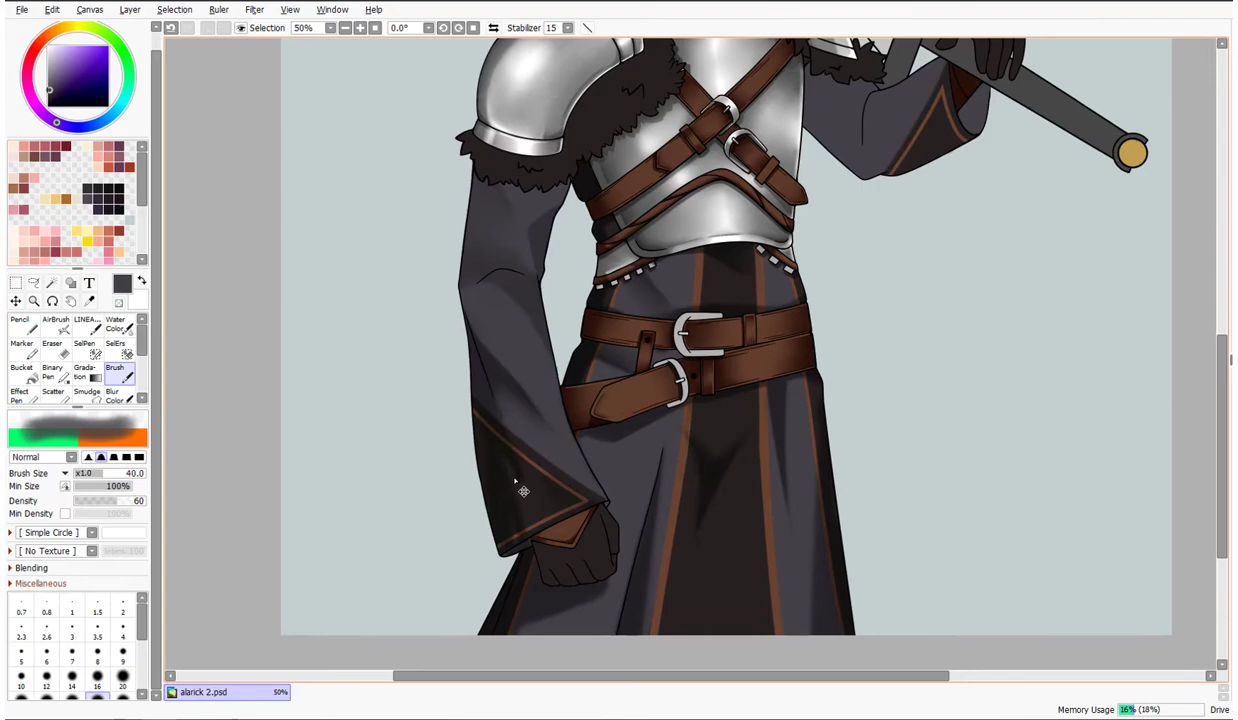 File Edit Canvas Layer Selection Ruler Filter View Window Help
Selection 50% 0.0° Stabilizer 15
T
Pencil AirBrush LINEA... Water Color
Marker Eraser SelPen SelErs
Bucket Binary Pen Grada-tion Brush
Effect Pen Scatter Smudge Blur Color
Normal
Brush Size x1.0 40.0
Min Size 100%
Density 60
Min Density 100%
[ Simple Circle ]
[ No Texture ]
Blending
Miscellaneous
0.7 0.8 1 1.5 2
2.3 2.6 3 3.5 4
5 6 7 8 9
10 12 14 16 20
alarick 2.psd 50%
Memory Usage 16% (18%) Drive